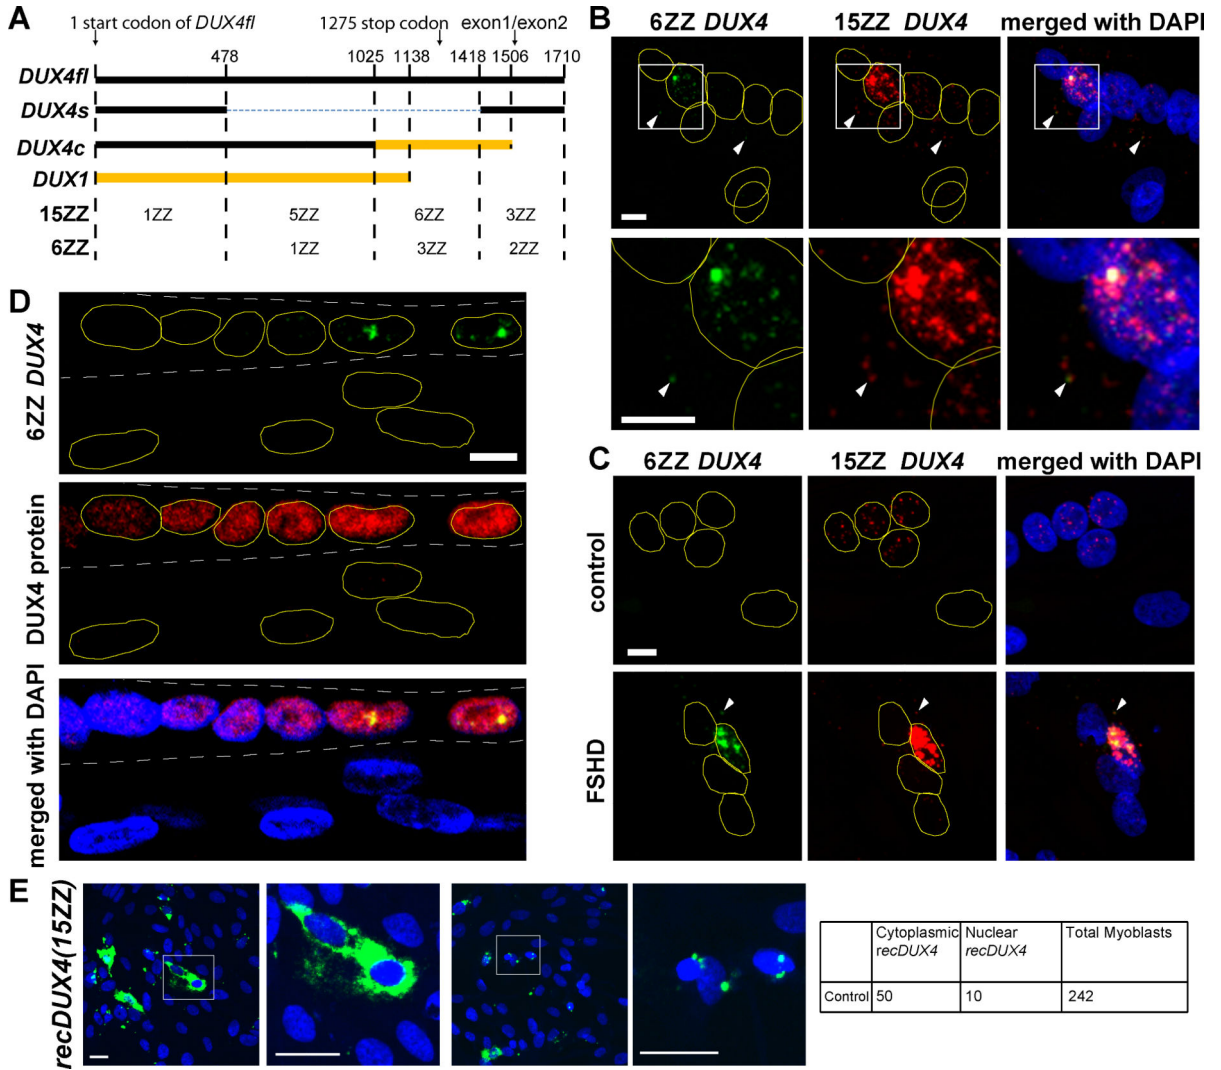 A
1 start codon of DUX4fl
1275 stop codon
exon1/exon2
478 1025 1138 1418 1506 1710
DUX4fl
DUX4s
DUX4c
DUX1
15ZZ 1ZZ 5ZZ 6ZZ 3ZZ
6ZZ 1ZZ 3ZZ 2ZZ
B
6ZZ DUX4 15ZZ DUX4 merged with DAPI
C
6ZZ DUX4 15ZZ DUX4 merged with DAPI
control
FSHD
D
6ZZ DUX4
DUX4 protein
merged with DAPI
E
recDUX4(15ZZ)
Cytoplasmic recDUX4 Nuclear recDUX4 Total Myoblasts
Control 50 10 242